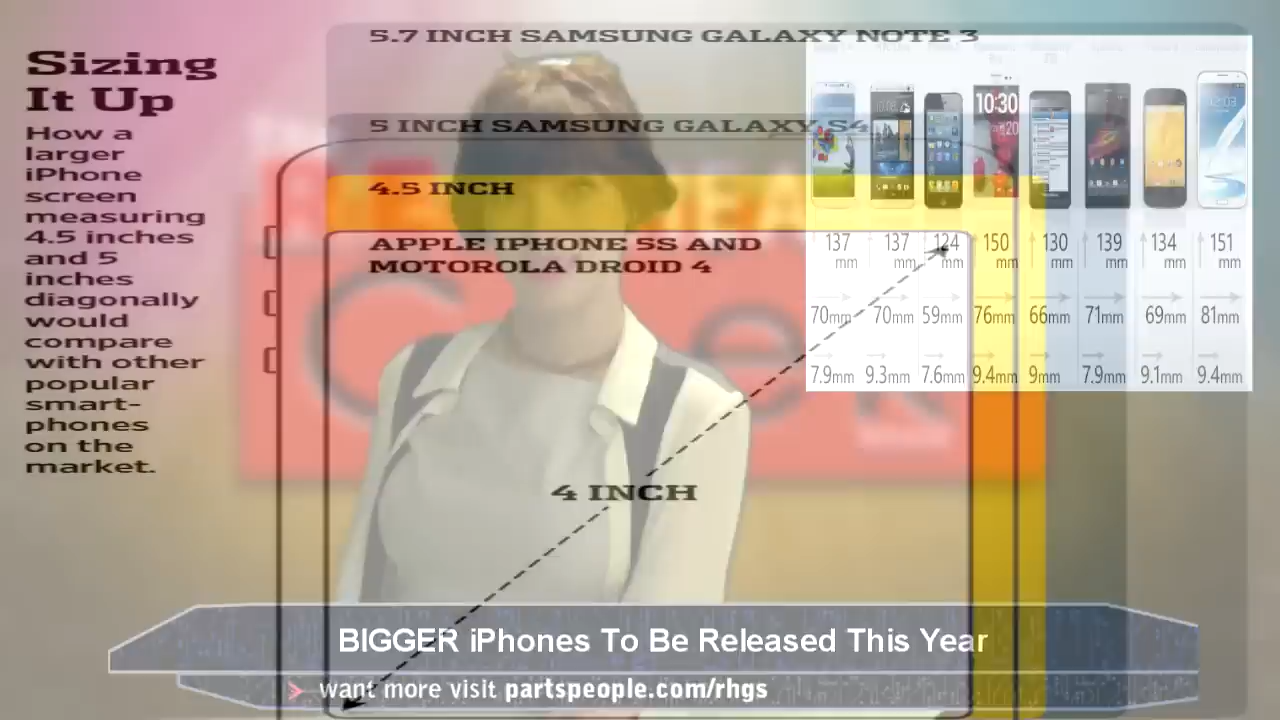 5.7 INCH SAMSUNG GALAXY NOTE 3
Sizing
It Up
How a
larger
iPhone
screen
measuring
4.5 inches
and 5
inches
diagonally
would
compare
with other
popular
smart-
phones
on the
market.
5 INCH SAMSUNG GALAXY S4
4.5 INCH
APPLE IPHONE 5S AND
MOTOROLA DROID 4
4 INCH
10:30
20
137 mm 137 mm 124 mm 150 mm 130 mm 139 mm 134 mm 151 mm
70mm 70mm 59mm 76mm 66mm 71mm 69mm 81mm
7.9mm 9.3mm 7.6mm 9.4mm 9mm 7.9mm 9.1mm 9.4mm
BIGGER iPhones To Be Released This Year
> want more visit partspeople.com/rhgs